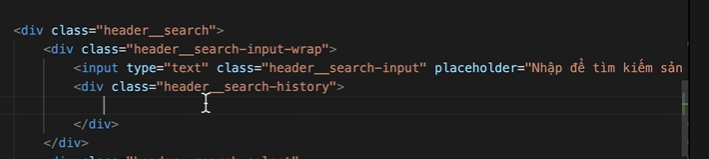 <div class="header__search">
<div class="header__search-input-wrap">
<input type="text" class="header__search-input" placeholder="Nhập để tìm kiếm sản
<div class="header__search-history">
</div>
</div>